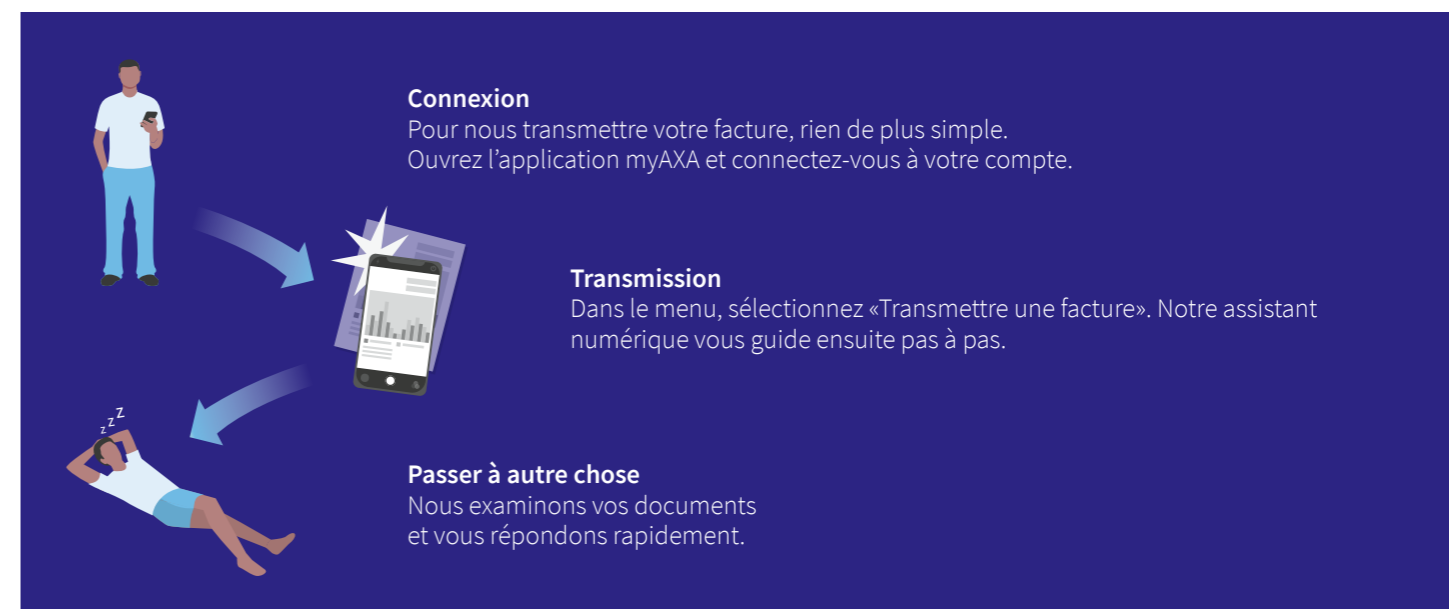 Connexion
Pour nous transmettre votre facture, rien de plus simple.
Ouvrez l’application myAXA et connectez-vous à votre compte.
Transmission
Dans le menu, sélectionnez «Transmettre une facture». Notre assistant
numérique vous guide ensuite pas à pas.
z z Z
Passer à autre chose
Nous examinons vos documents
et vous répondons rapidement.